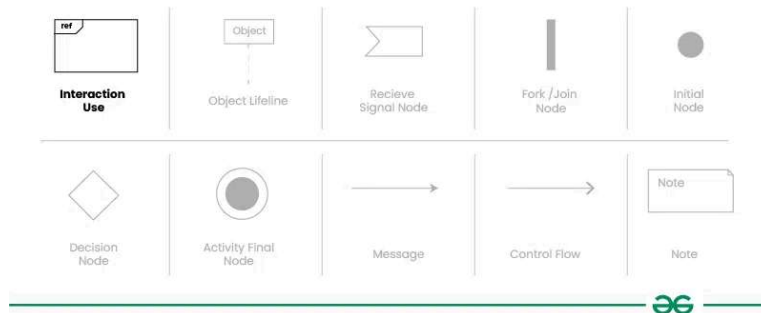 ref
Interaction
Use
Object
Object Lifeline
Recieve
Signal Node
Fork /Join
Node
Initial
Node
Decision
Node
Activity Final
Node
Message
Control Flow
Note
Note